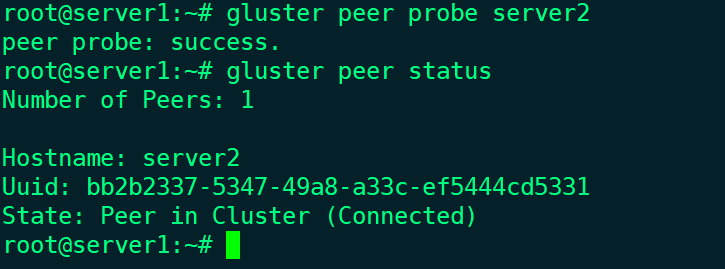 root@server1:~# gluster peer probe server2
peer probe: success.
root@server1:~# gluster peer status
Number of Peers: 1

Hostname: server2
Uuid: bb2b2337-5347-49a8-a33c-ef5444cd5331
State: Peer in Cluster (Connected)
root@server1:~#